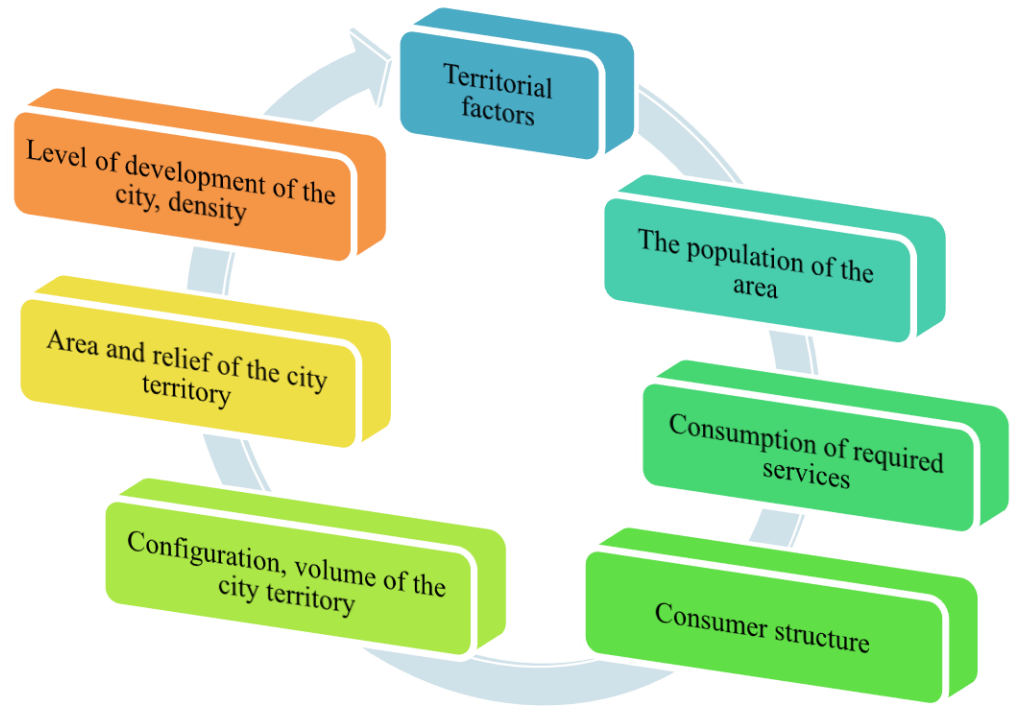 Territorial
factors
The population of the
area
Consumption of required
services
Consumer structure
Configuration, volume of the
city territory
Area and relief of the city
territory
Level of development of the
city, density